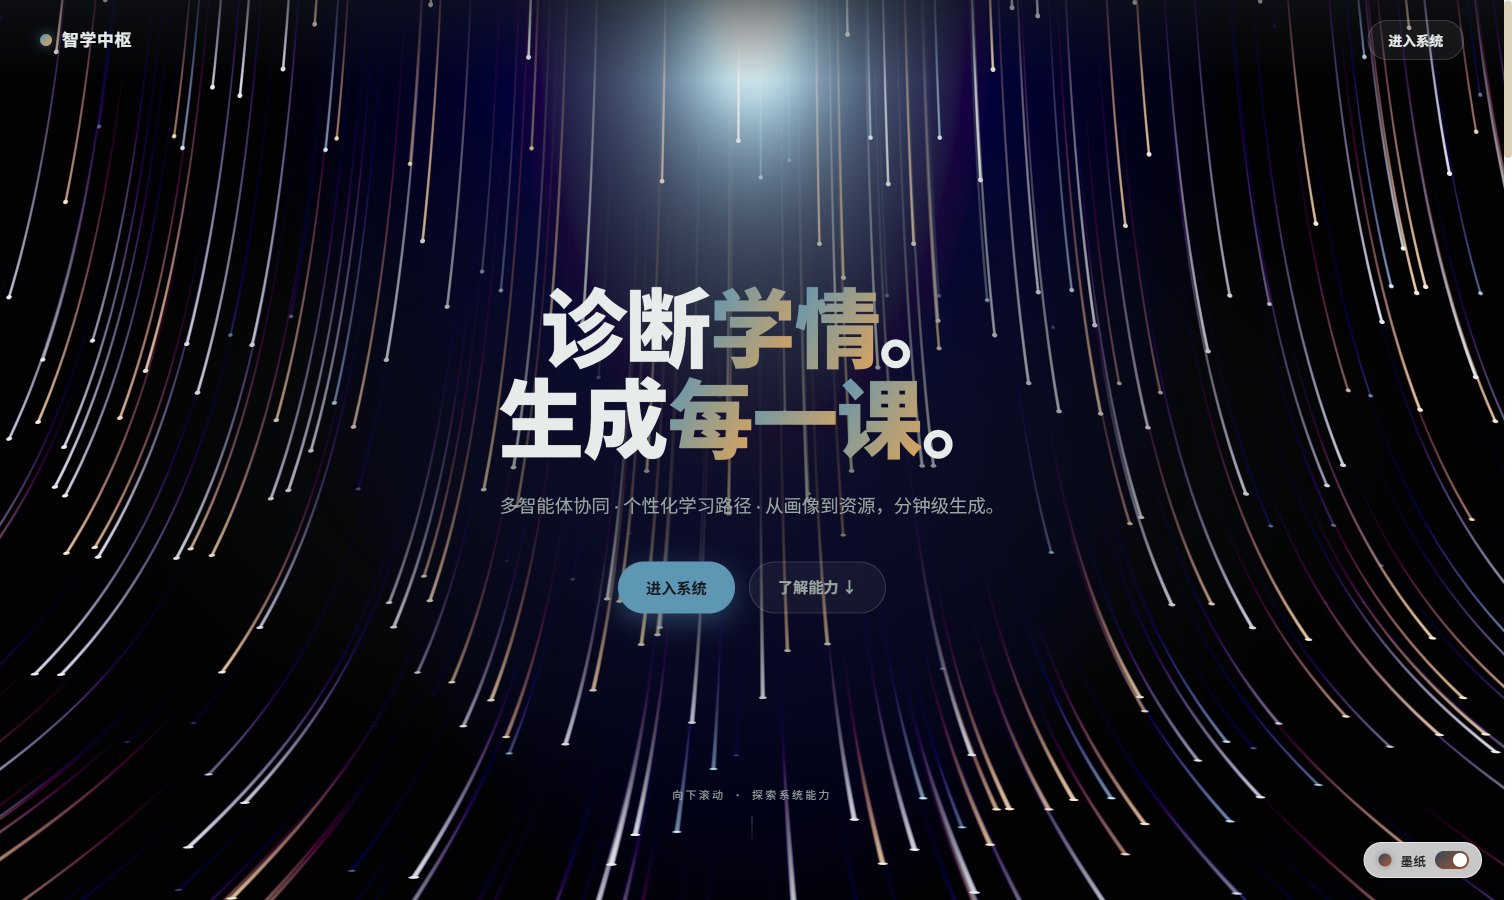 智学中枢
进入系统
诊断学情。
生成每一课。
多智能体协同 · 个性化学习路径 · 从画像到资源，分钟级生成。
进入系统
了解能力 ↓
向下滚动 · 探索系统能力
墨纸